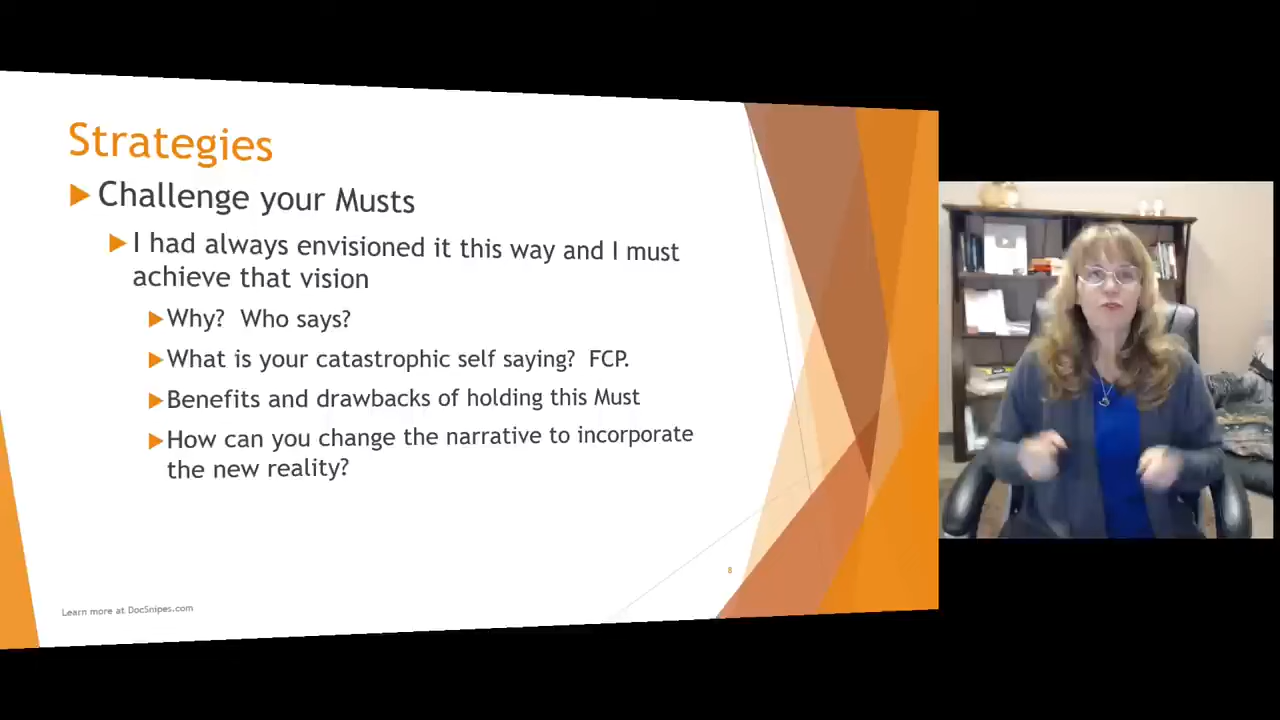 Strategies
Challenge your Musts
I had always envisioned it this way and I must
achieve that vision
Why?  Who says?
What is your catastrophic self saying?  FCP.
Benefits and drawbacks of holding this Must
How can you change the narrative to incorporate
the new reality?
8
Learn more at DocSnipes.com